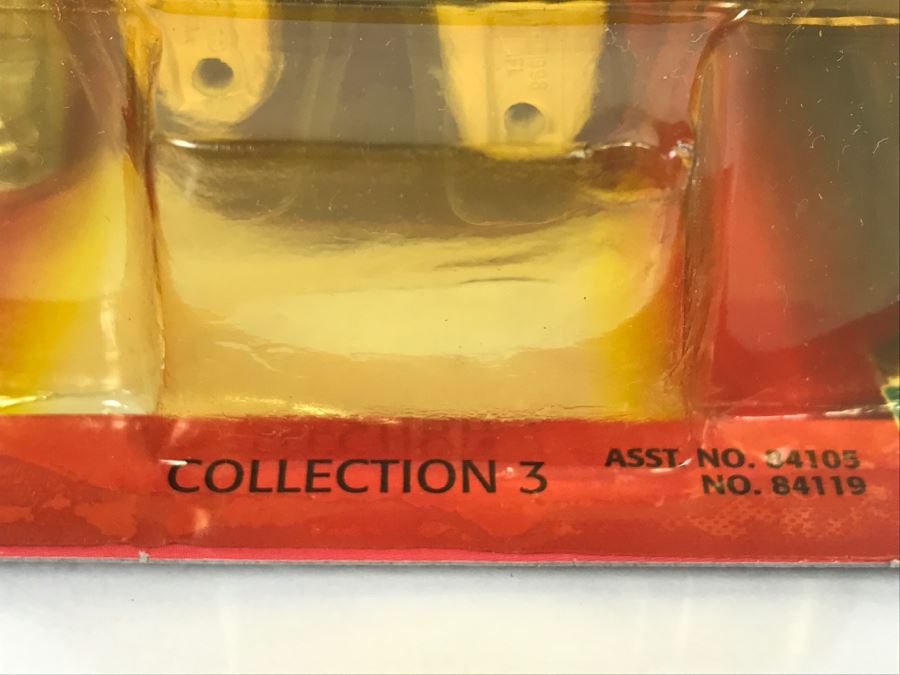 COLLECTION 3
ASST. NO. 84105
NO. 84119